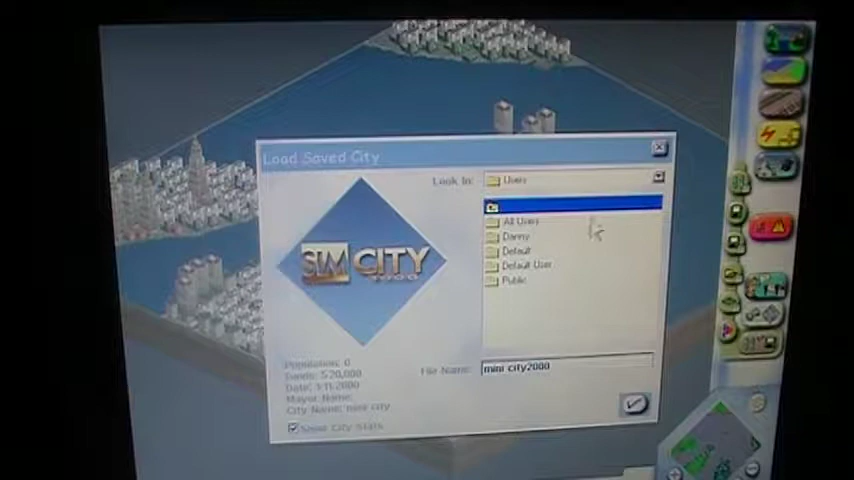 Load Saved City
Look In: Users
All Users
Danny
Default
Default User
Public
SIM CITY
3000
Population: 0
Funds: $20,000
Date: 1/1/2000
Mayor Name:
City Name: mini city
Show City Stats
File Name: mini city2000